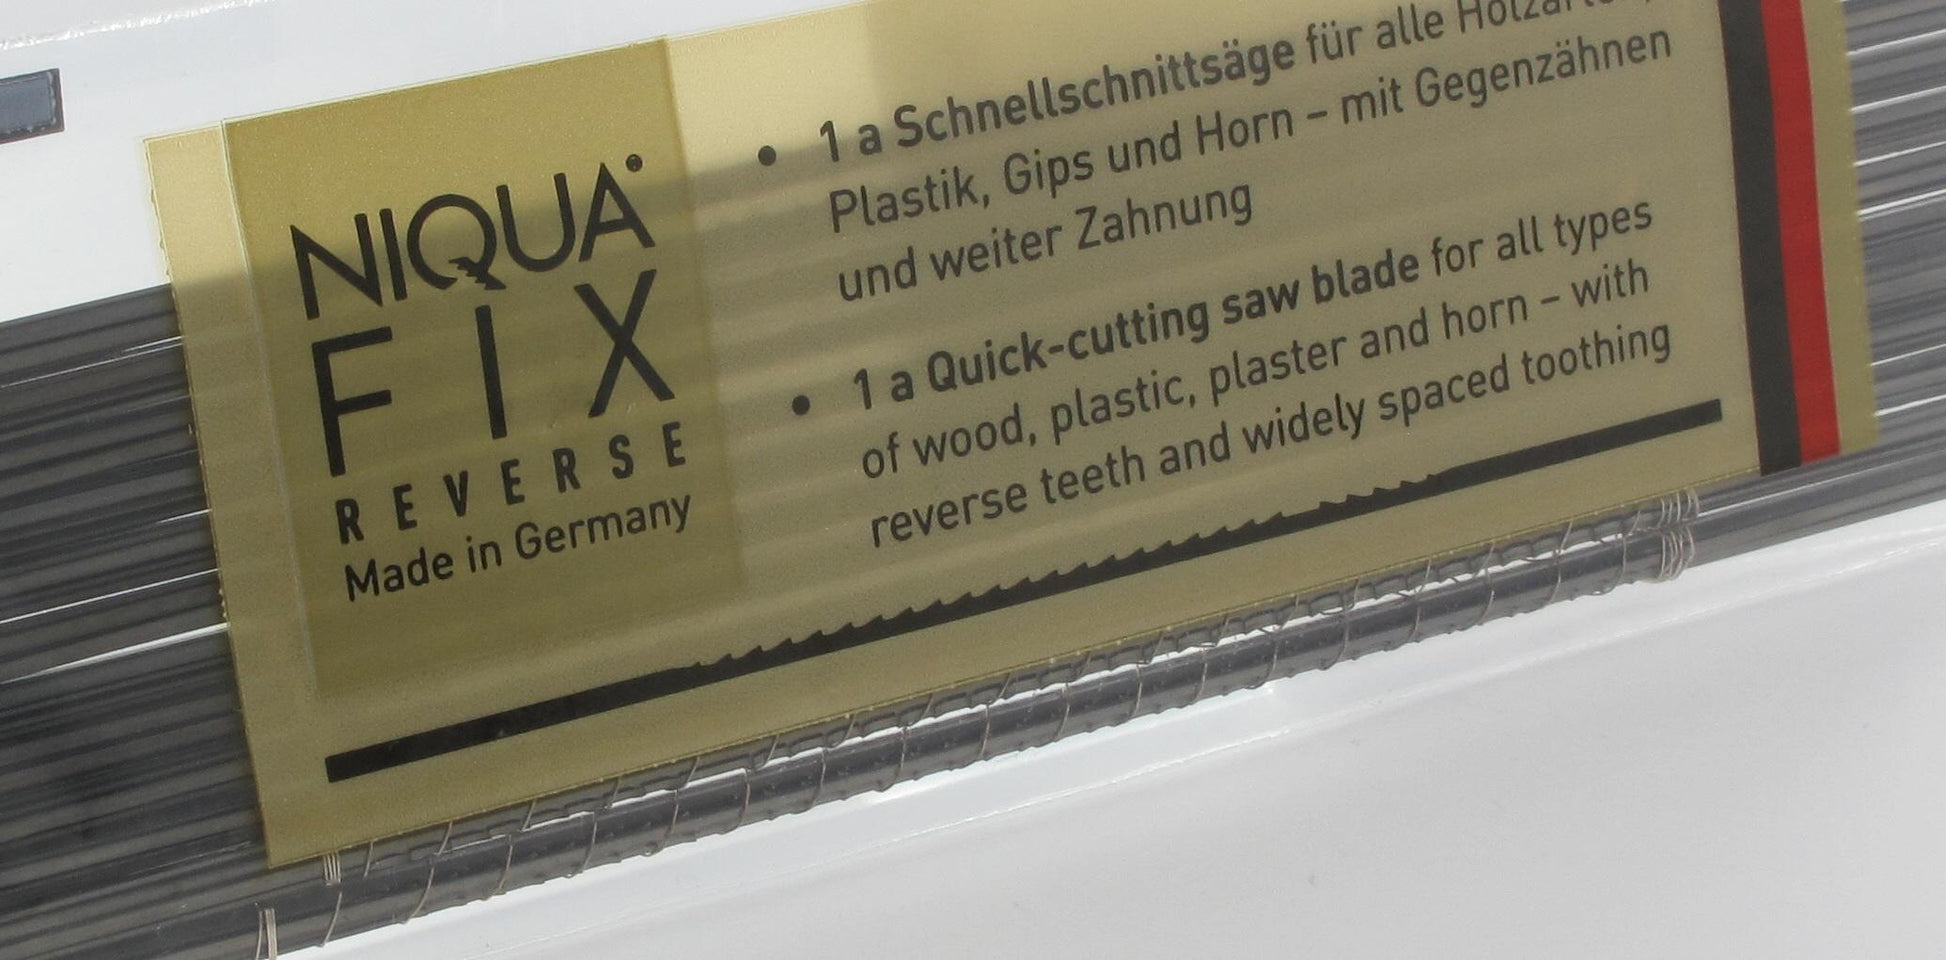 NIQUA
FIX
REVERSE
Made in Germany
• 1 a Schnellschnittsäge für alle
Plastik, Gips und Horn – mit Gegenzähnen
und weiter Zahnung
• 1 a Quick-cutting saw blade for all types
of wood, plastic, plaster and horn – with
reverse teeth and widely spaced toothing